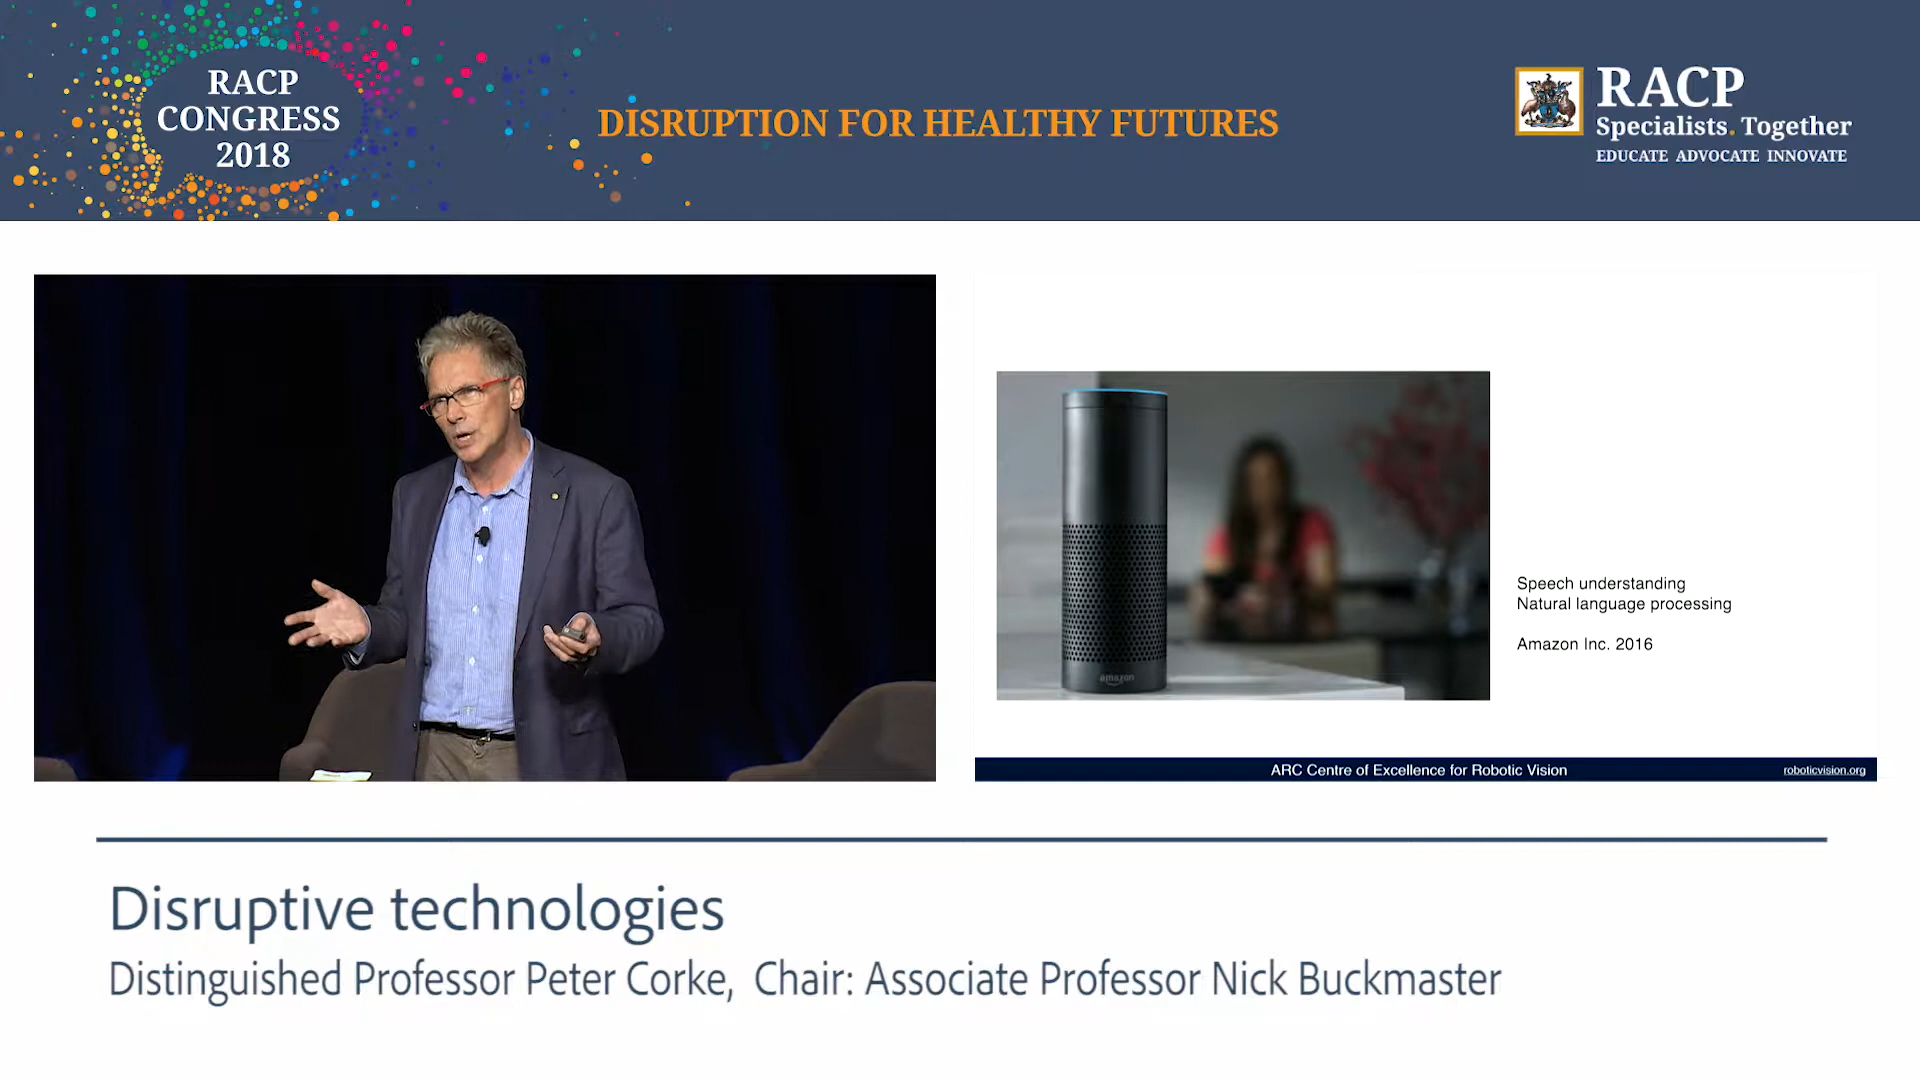 RACP
CONGRESS
2018
DISRUPTION FOR HEALTHY FUTURES
RACP
Specialists. Together
EDUCATE ADVOCATE INNOVATE
amazon
Speech understanding
Natural language processing
Amazon Inc. 2016
ARC Centre of Excellence for Robotic Vision
roboticvision.org
Disruptive technologies
Distinguished Professor Peter Corke, Chair: Associate Professor Nick Buckmaster